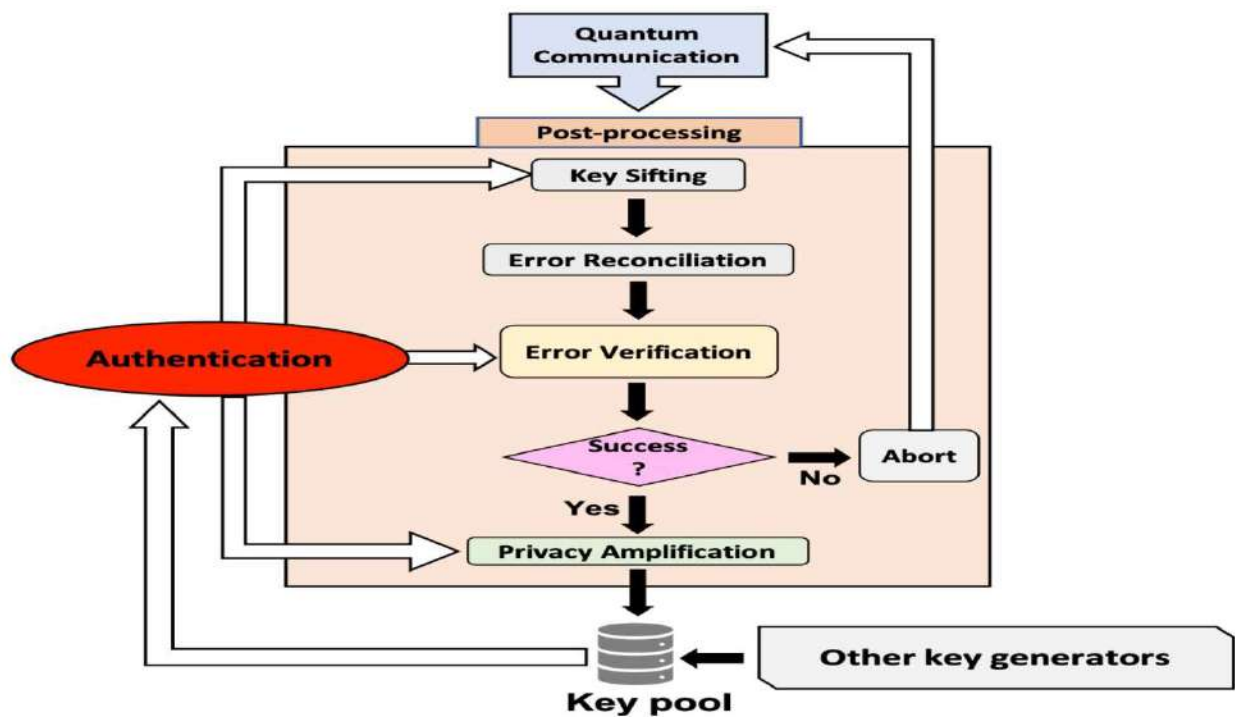 Quantum
Communication
Post-processing
Key Sifting
Error Reconciliation
Authentication
Error Verification
Success
?
No
Abort
Yes
Privacy Amplification
Other key generators
Key pool